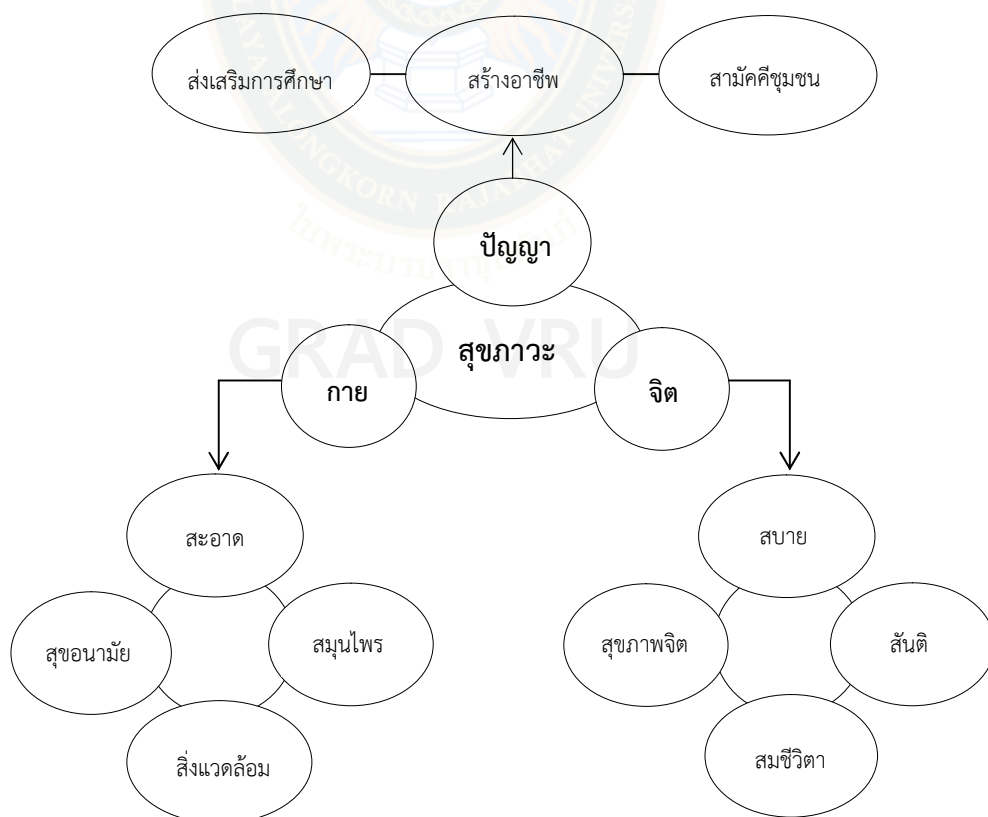 ส่งเสริมการศึกษา
สร้างอาชีพ
สามัคคีชุมชน
ปัญญา
สุขภาวะ
กาย
จิต
GRAD VRU
สะอาด
สุขอนามัย
สมุนไพร
สิ่งแวดล้อม
สบาย
สุขภาพจิต
สันติ
สมชีวิตา